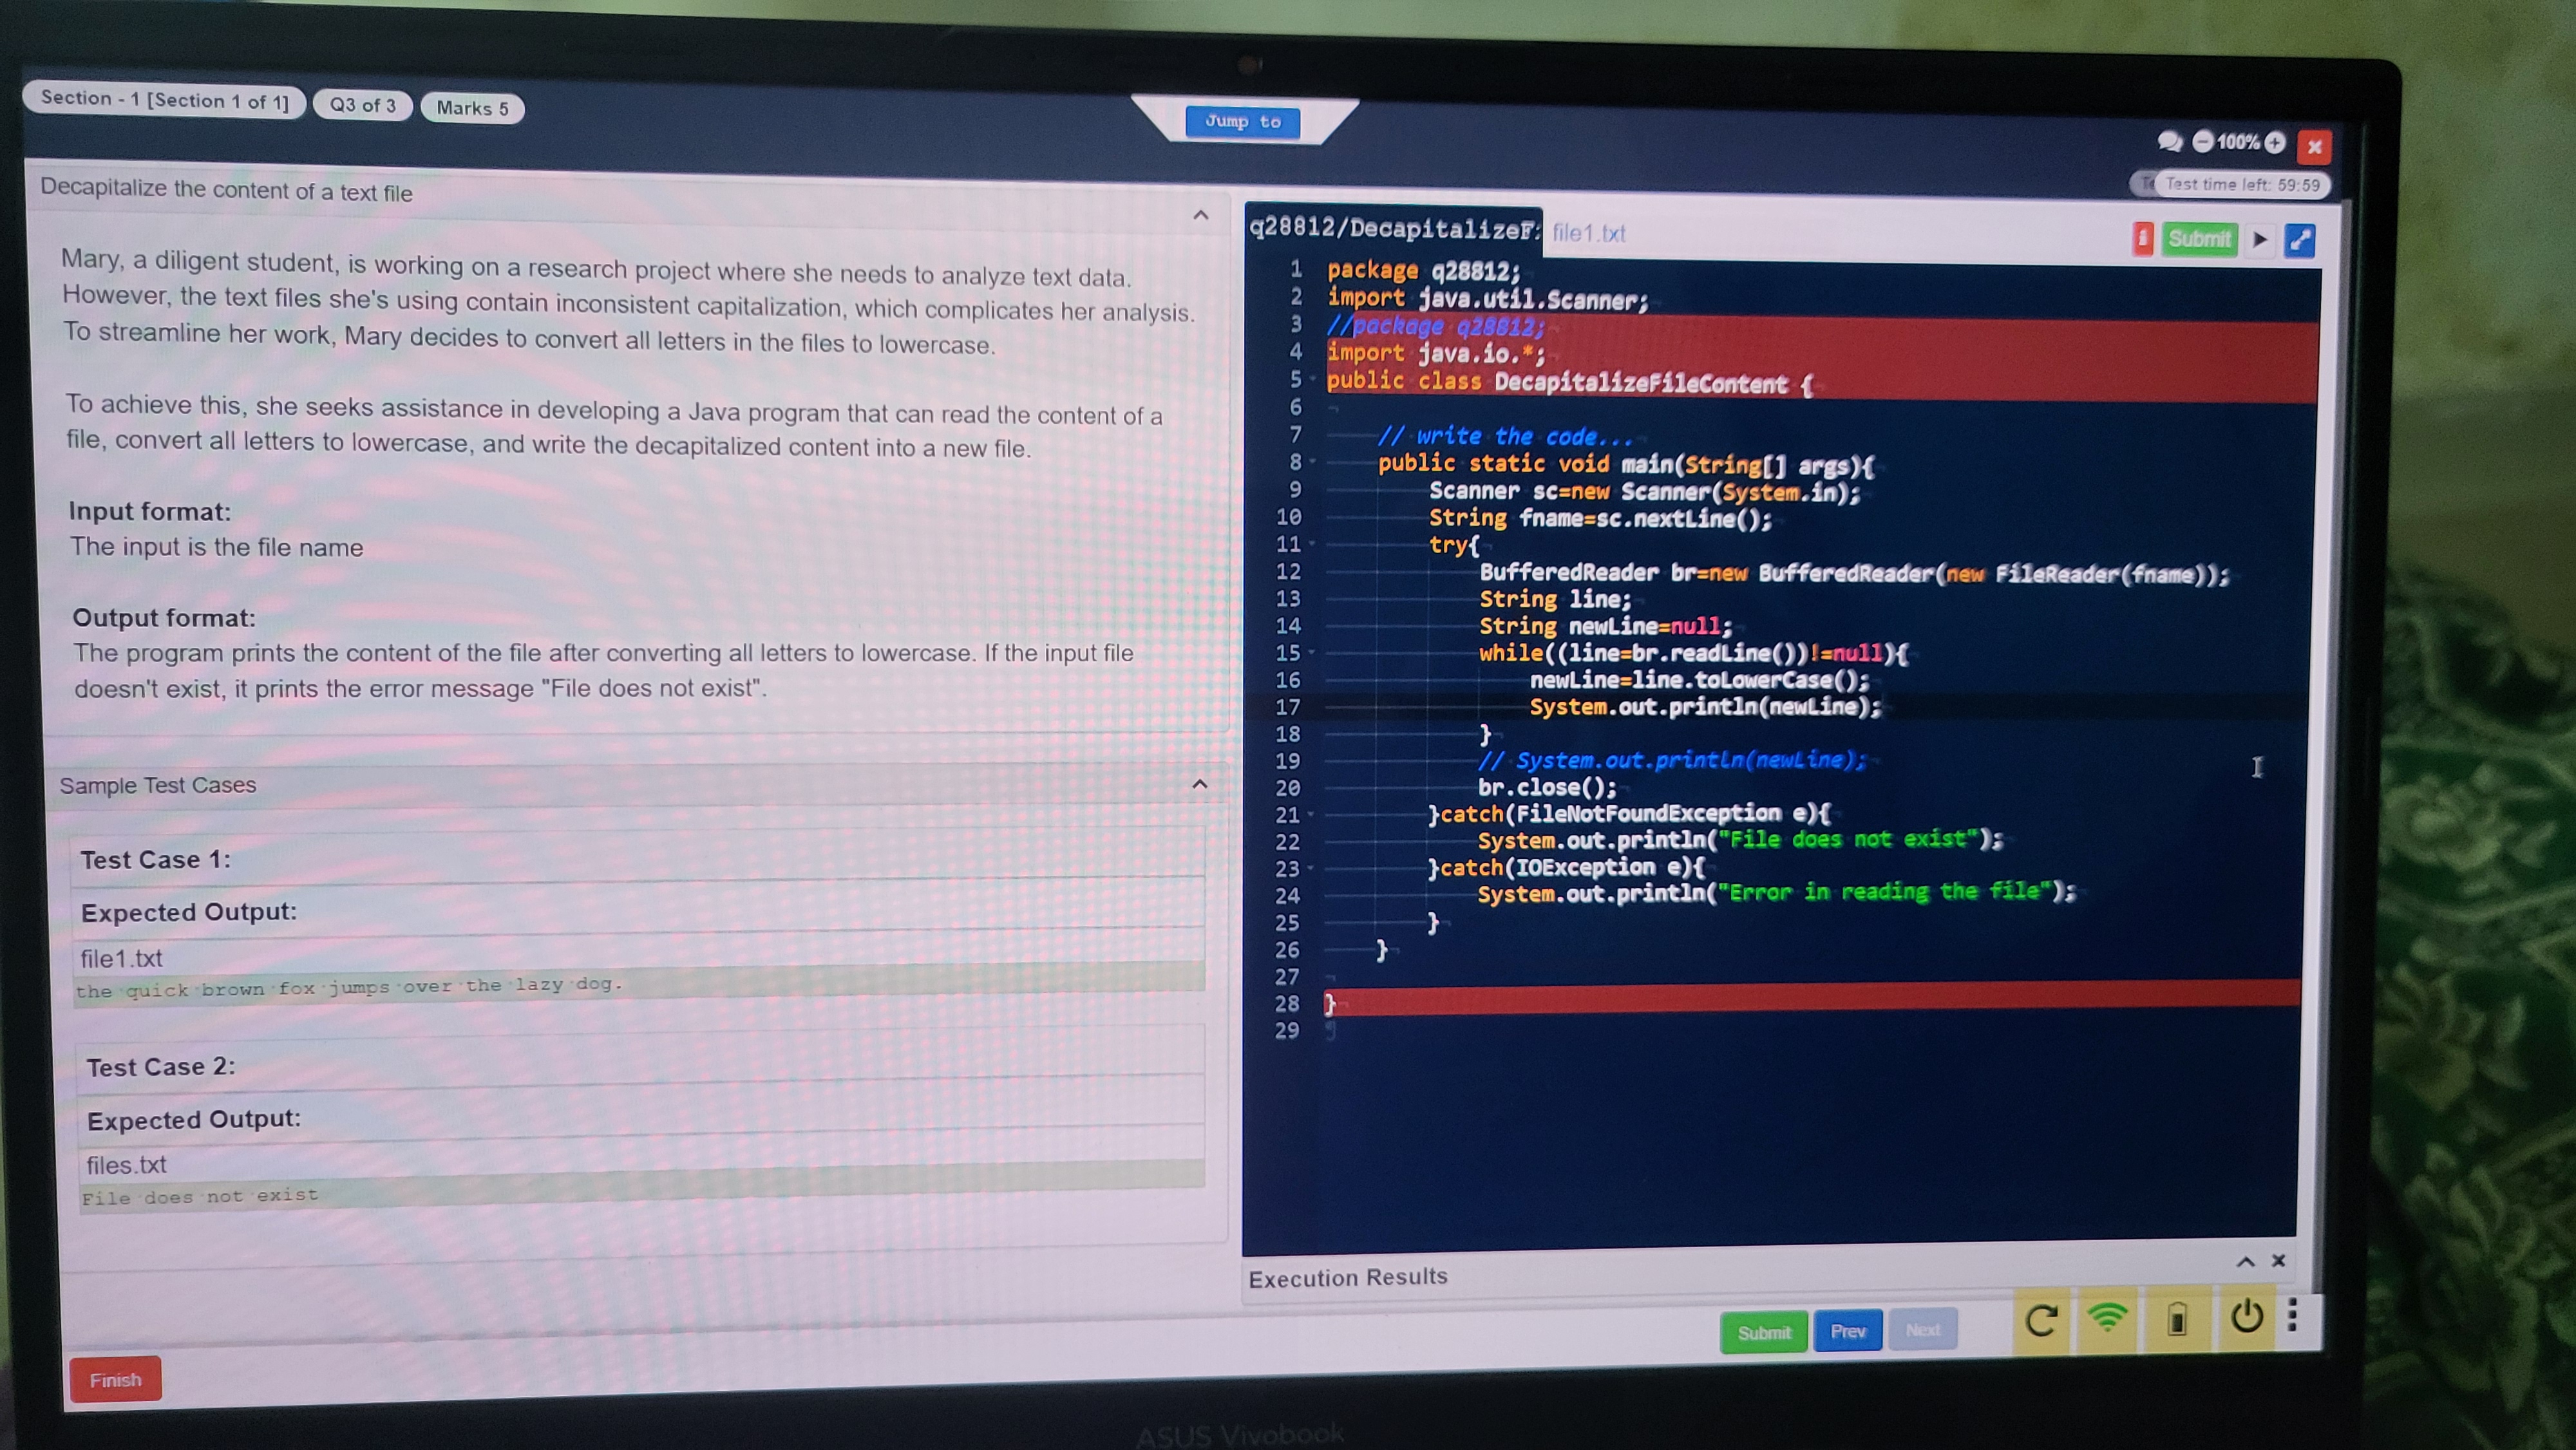 Section - 1 [Section 1 of 1] Q3 of 3 Marks 5
Jump to
100%
Test time left: 59:59
Decapitalize the content of a text file
Mary, a diligent student, is working on a research project where she needs to analyze text data.
However, the text files she's using contain inconsistent capitalization, which complicates her analysis.
To streamline her work, Mary decides to convert all letters in the files to lowercase.
To achieve this, she seeks assistance in developing a Java program that can read the content of a
file, convert all letters to lowercase, and write the decapitalized content into a new file.
Input format:
The input is the file name
Output format:
The program prints the content of the file after converting all letters to lowercase. If the input file
doesn't exist, it prints the error message "File does not exist".
Sample Test Cases
Test Case 1:
Expected Output:
file1.txt
the quick brown fox jumps over the lazy dog.
Test Case 2:
Expected Output:
files.txt
File does not exist
Finish
q28812/DecapitalizeF: file1.txt
Submit
1 package q28812;
2 import java.util.Scanner;
3 //package q28812;
4 import java.io.*;
5 public class DecapitalizeFileContent {
6
7 // write the code...
8 public static void main(String[] args){
9 Scanner sc=new Scanner(System.in);
10 String fname=sc.nextLine();
11 try{
12 BufferedReader br=new BufferedReader(new FileReader(fname));
13 String line;
14 String newLine=null;
15 while((line=br.readLine())!=null){
16 newLine=line.toLowerCase();
17 System.out.println(newLine);
18 }
19 // System.out.println(newLine);
20 br.close();
21 }catch(FileNotFoundException e){
22 System.out.println("File does not exist");
23 }catch(IOException e){
24 System.out.println("Error in reading the file");
25 }
26 }
27
28 }
29
Execution Results
Submit Prev Next
ASUS Vivobook